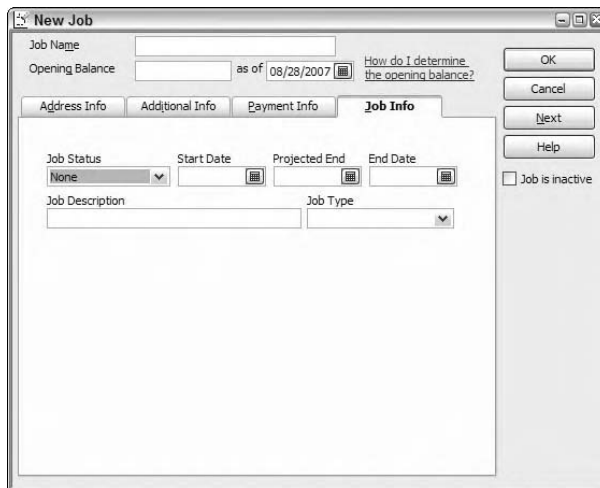 New Job
Job Name
Opening Balance as of 08/28/2007 How do I determine
the opening balance?
OK
Cancel
Next
Help
Job is inactive
Address Info Additional Info Payment Info Job Info
Job Status Start Date Projected End End Date
None
Job Description Job Type